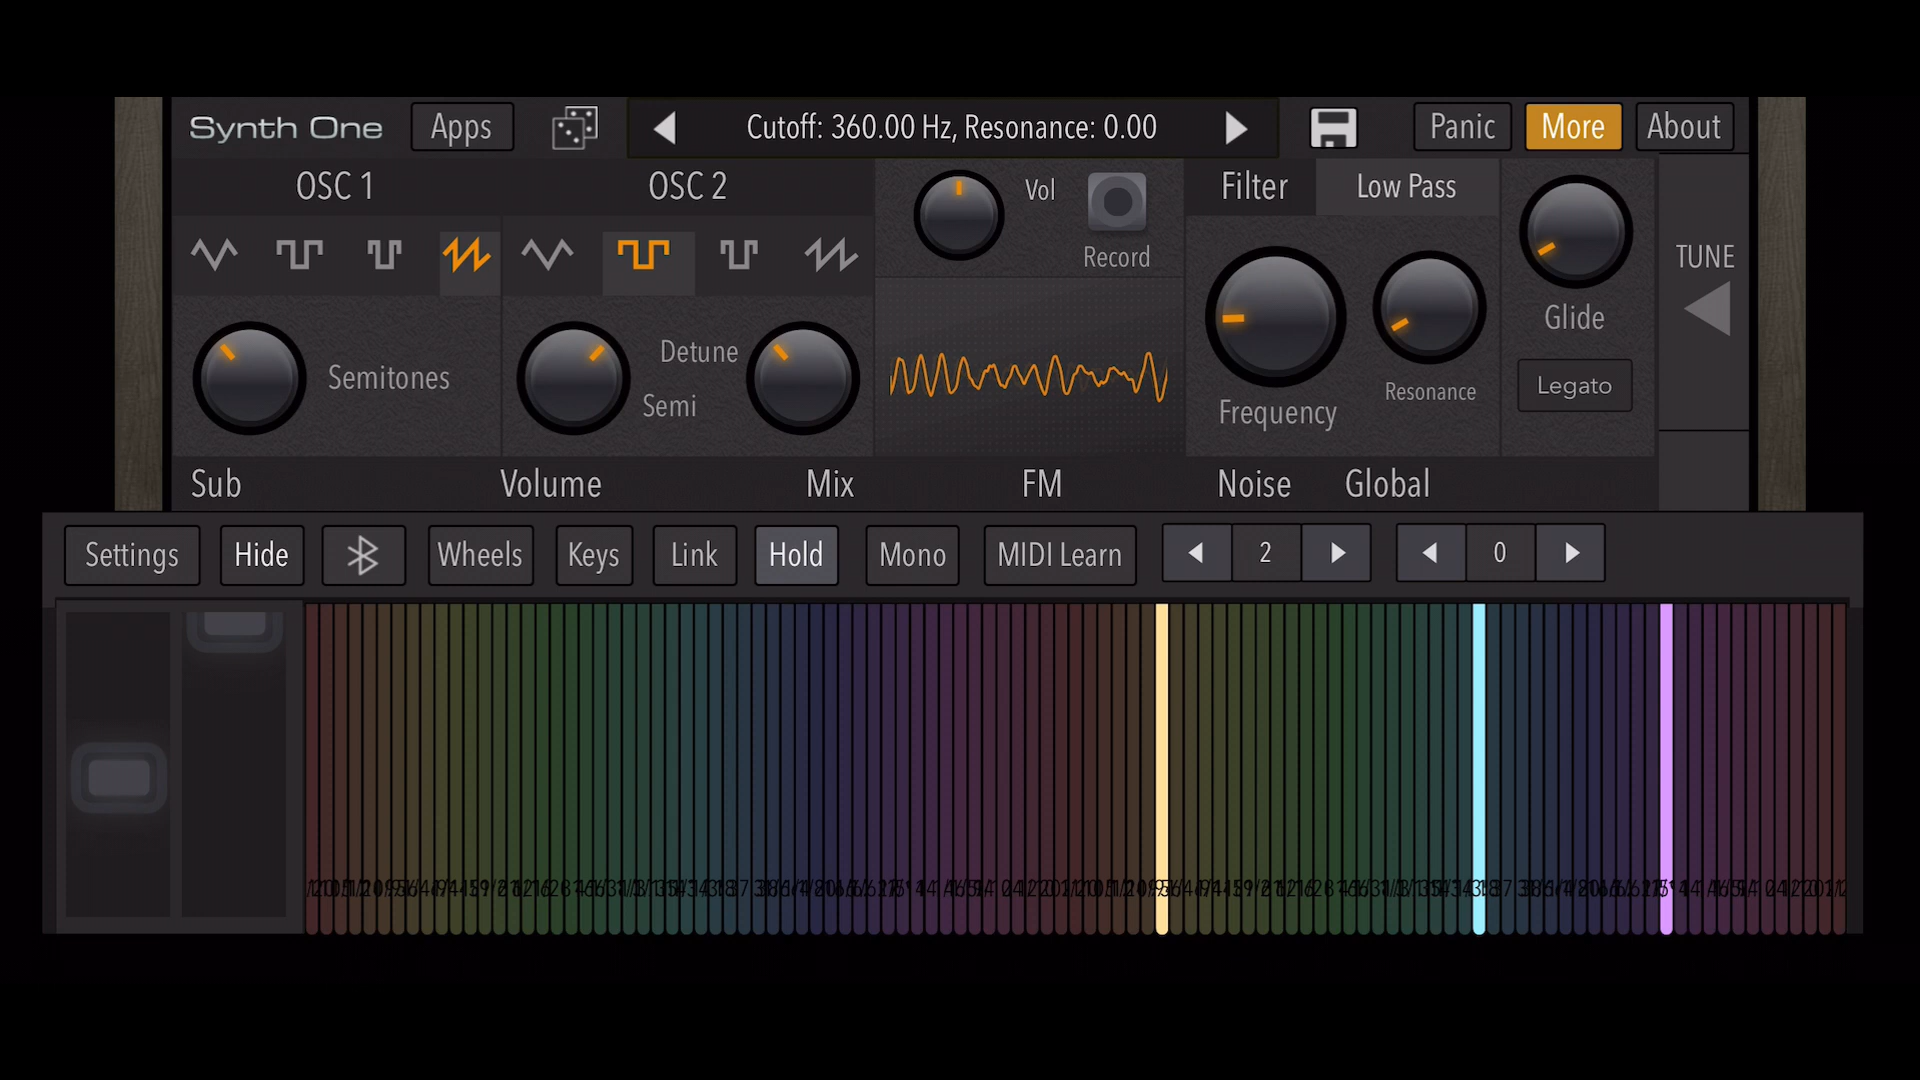 Synth One Apps Cutoff: 360.00 Hz, Resonance: 0.00 Panic More About
OSC 1 OSC 2 Vol Filter Low Pass
Record
TUNE
Detune
Semitones
Semi
Glide
Legato
Resonance
Frequency
Sub Volume Mix FM Noise Global
Settings Hide Wheels Keys Link Hold Mono MIDI Learn 2 0